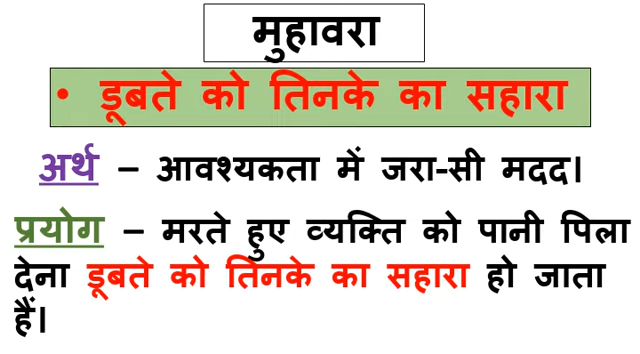 मुहावरा
• डूबते को तिनके का सहारा
अर्थ – आवश्यकता में जरा-सी मदद।
प्रयोग – मरते हुए व्यक्ति को पानी पिला
देना डूबते को तिनके का सहारा हो जाता
हैं।